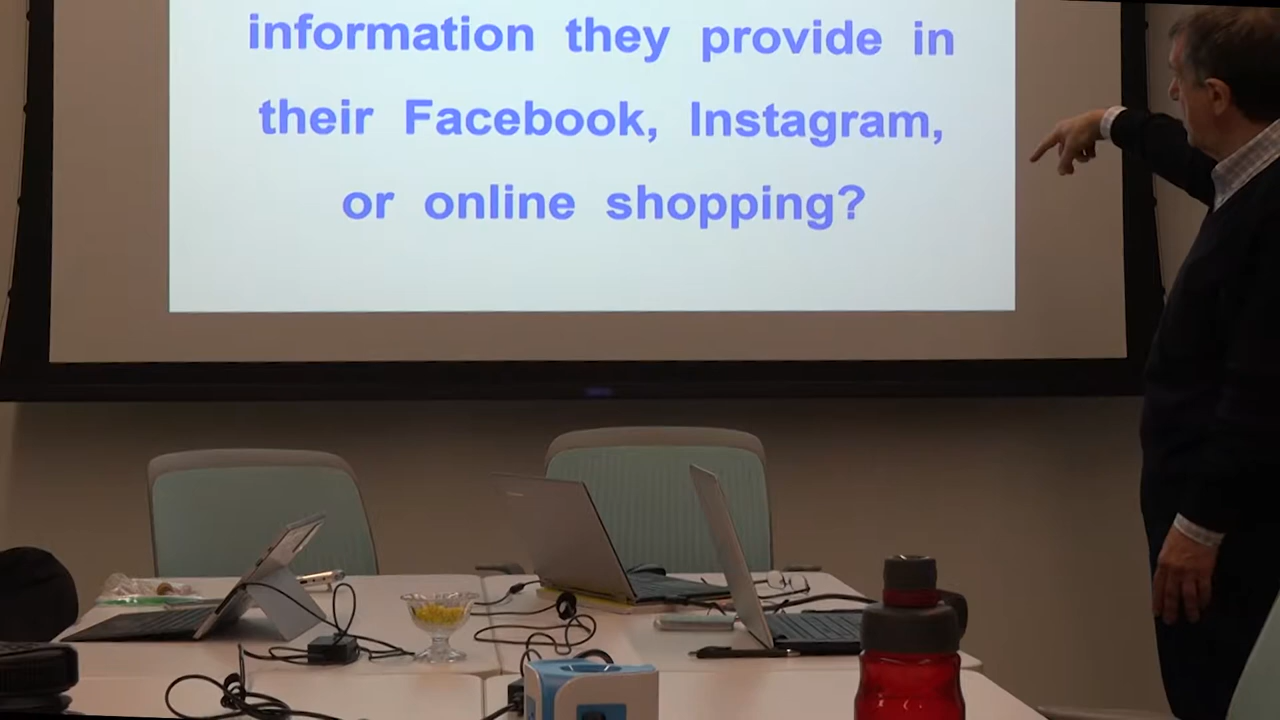 information they provide in
their Facebook, Instagram,
or online shopping?